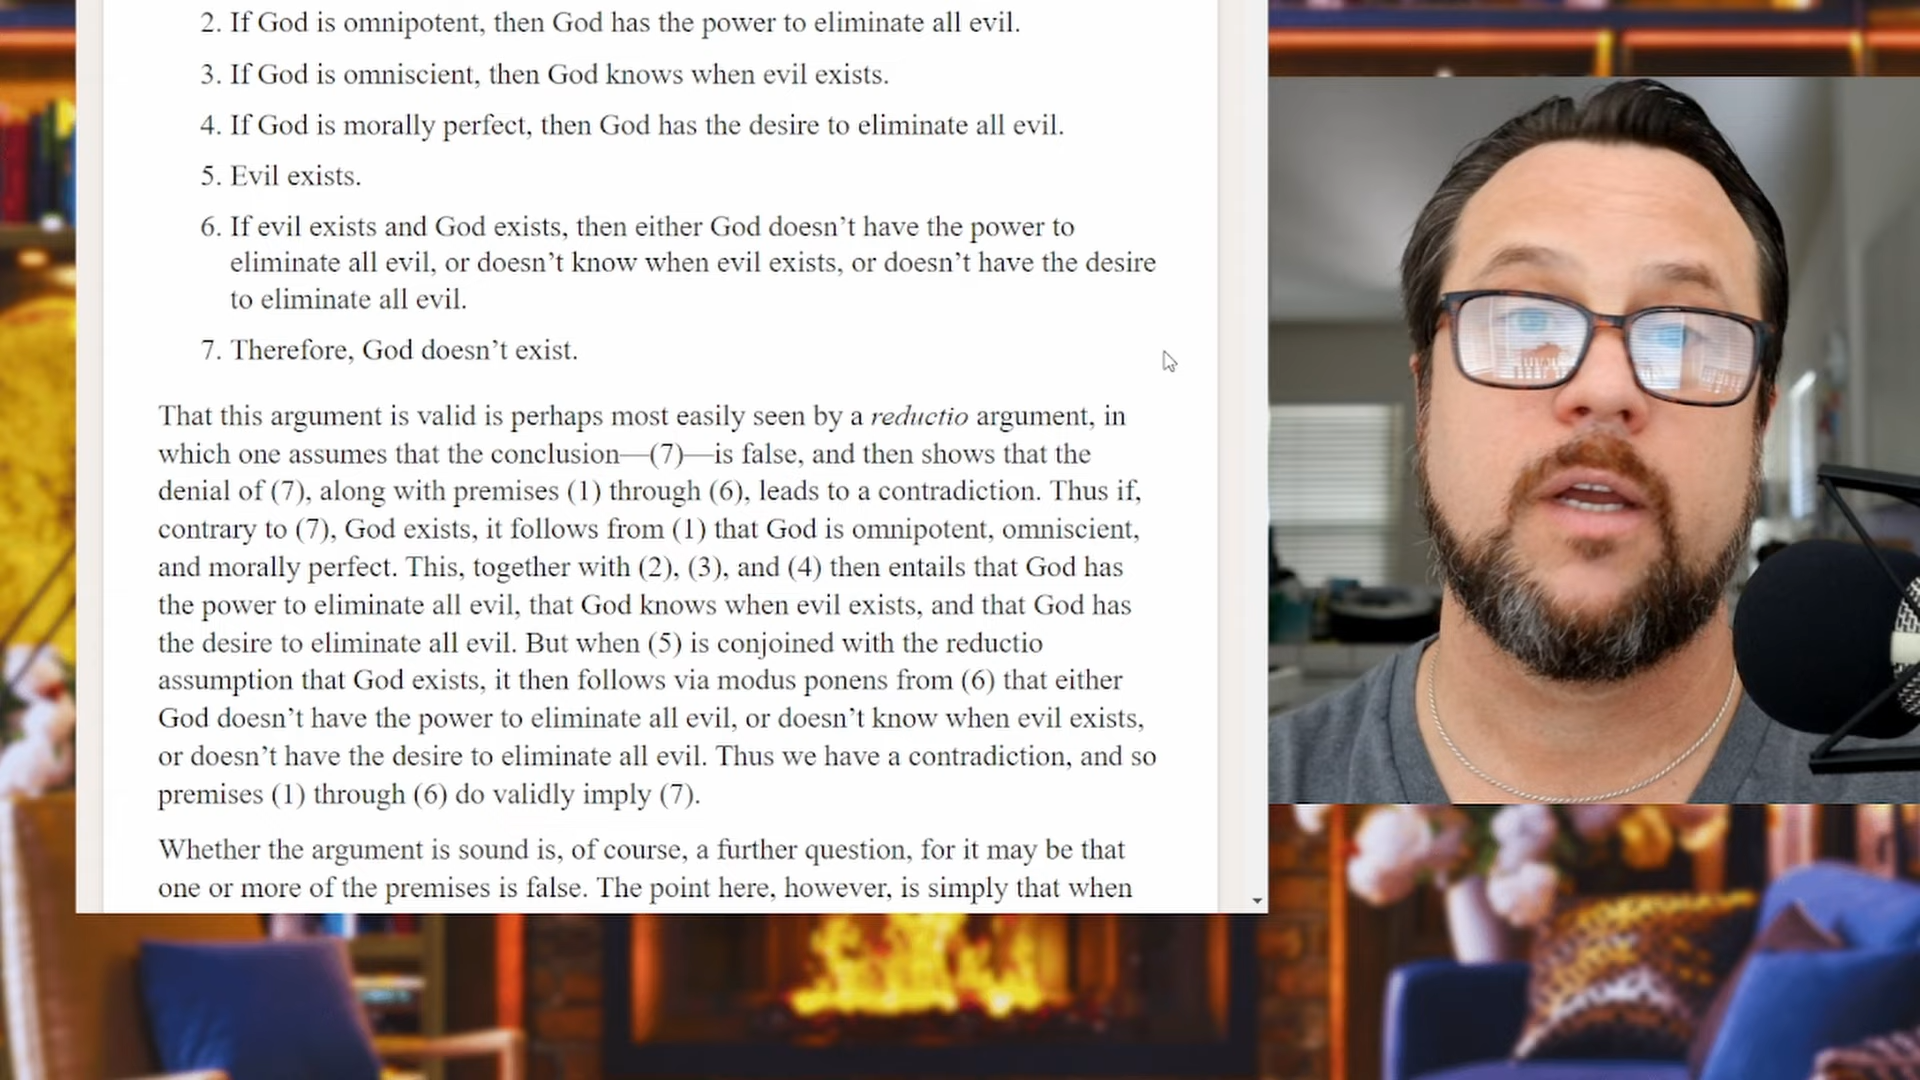 2. If God is omnipotent, then God has the power to eliminate all evil.
3. If God is omniscient, then God knows when evil exists.
4. If God is morally perfect, then God has the desire to eliminate all evil.
5. Evil exists.
6. If evil exists and God exists, then either God doesn’t have the power to
eliminate all evil, or doesn’t know when evil exists, or doesn’t have the desire
to eliminate all evil.
7. Therefore, God doesn’t exist.
That this argument is valid is perhaps most easily seen by a reductio argument, in
which one assumes that the conclusion—(7)—is false, and then shows that the
denial of (7), along with premises (1) through (6), leads to a contradiction. Thus if,
contrary to (7), God exists, it follows from (1) that God is omnipotent, omniscient,
and morally perfect. This, together with (2), (3), and (4) then entails that God has
the power to eliminate all evil, that God knows when evil exists, and that God has
the desire to eliminate all evil. But when (5) is conjoined with the reductio
assumption that God exists, it then follows via modus ponens from (6) that either
God doesn’t have the power to eliminate all evil, or doesn’t know when evil exists,
or doesn’t have the desire to eliminate all evil. Thus we have a contradiction, and so
premises (1) through (6) do validly imply (7).
Whether the argument is sound is, of course, a further question, for it may be that
one or more of the premises is false. The point here, however, is simply that when